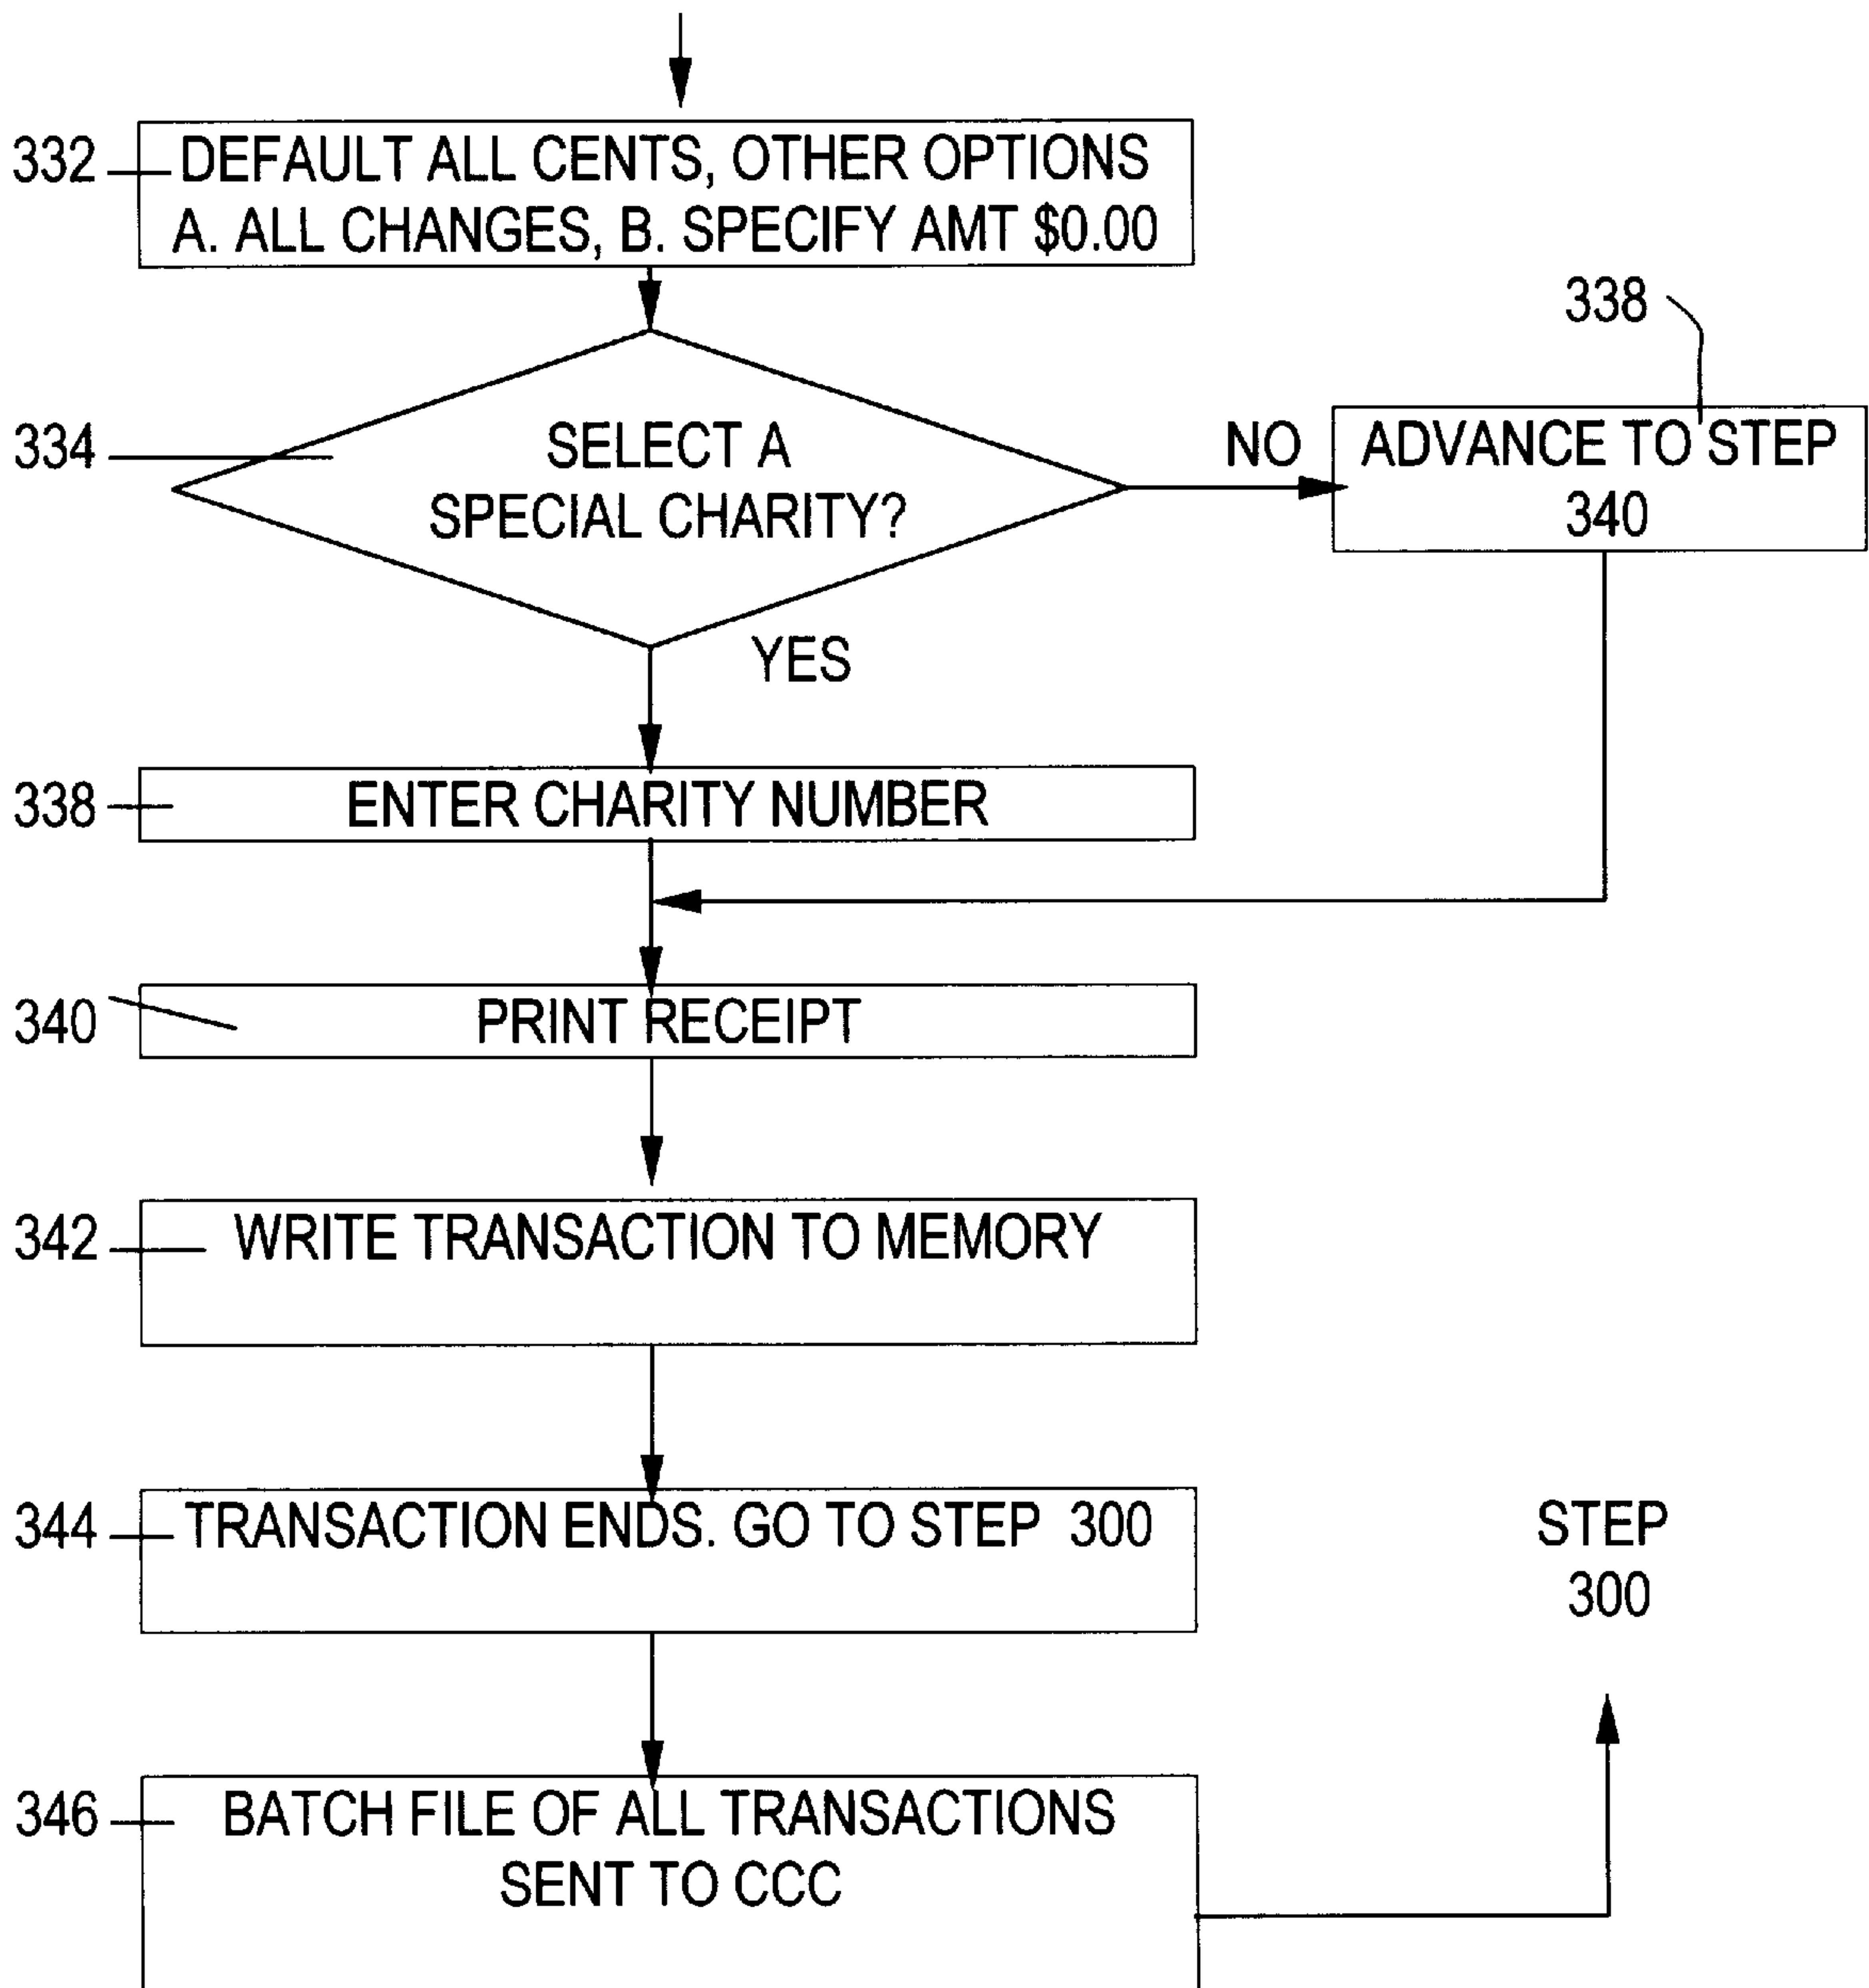 332
DEFAULT ALL CENTS, OTHER OPTIONS
A. ALL CHANGES, B. SPECIFY AMT $0.00
338
334
SELECT A
SPECIAL CHARITY?
NO
ADVANCE TO STEP
340
YES
338
ENTER CHARITY NUMBER
340
PRINT RECEIPT
342
WRITE TRANSACTION TO MEMORY
344
TRANSACTION ENDS. GO TO STEP 300
STEP
300
346
BATCH FILE OF ALL TRANSACTIONS
SENT TO CCC